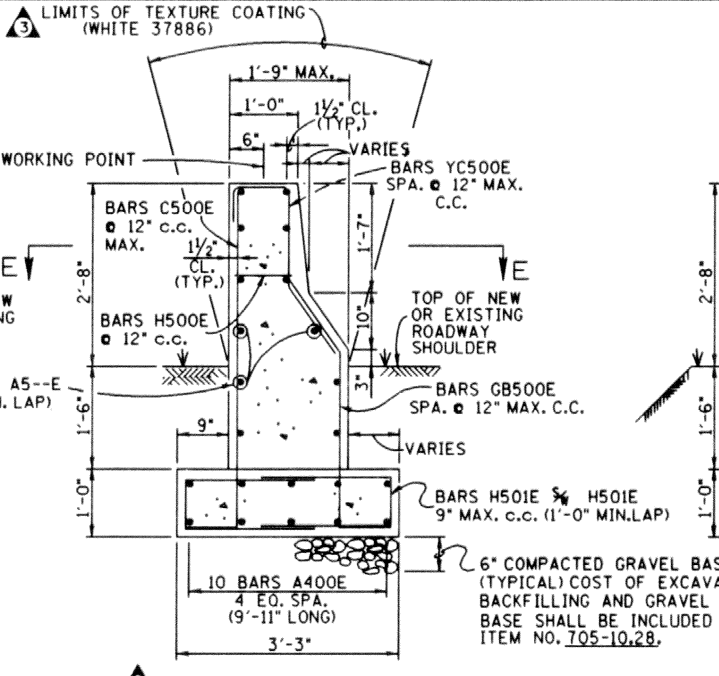 3
LIMITS OF TEXTURE COATING
(WHITE 37886)
1'-9" MAX.
1'-0"
1½" CL.
(TYP.)
6"
VARIES
WORKING POINT
BARS YC500E
SPA. @ 12" MAX.
C.C.
BARS C500E
@ 12" c.c.
MAX.
1½"
CL.
(TYP.)
1'-7"
E
E
2'-8"
2'-8"
W
BARS H500E
@ 12" c.c.
10"
TOP OF NEW
OR EXISTING
ROADWAY
SHOULDER
3"
A5--E
LAP)
1'-6"
1'-6"
BARS GB500E
SPA. @ 12" MAX. C.C.
9"
VARIES
1'-0"
1'-0"
BARS H501E S/W H501E
9" MAX. c.c. (1'-0" MIN.LAP)
6" COMPACTED GRAVEL BAS
(TYPICAL) COST OF EXCAVA
BACKFILLING AND GRAVEL
BASE SHALL BE INCLUDED
ITEM NO. 705-10.28.
10 BARS A400E
4 EQ. SPA.
(9'-11" LONG)
3'-3"